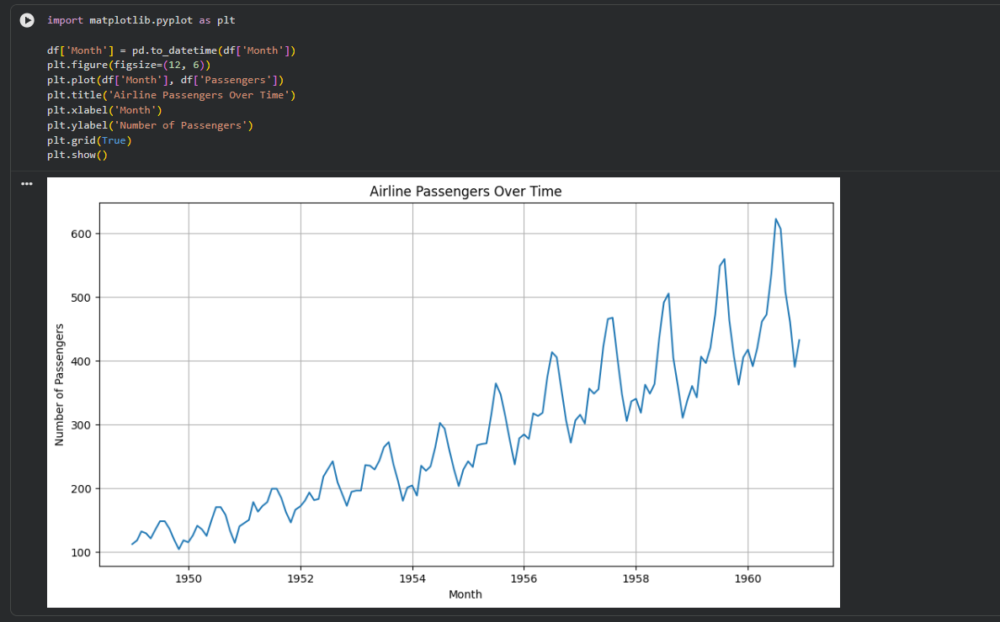 import matplotlib.pyplot as plt
df['Month'] = pd.to_datetime(df['Month'])
plt.figure(figsize=(12, 6))
plt.plot(df['Month'], df['Passengers'])
plt.title('Airline Passengers Over Time')
plt.xlabel('Month')
plt.ylabel('Number of Passengers')
plt.grid(True)
plt.show()
Airline Passengers Over Time
Number of Passengers
600
500
400
300
200
100
1950 1952 1954 1956 1958 1960
Month